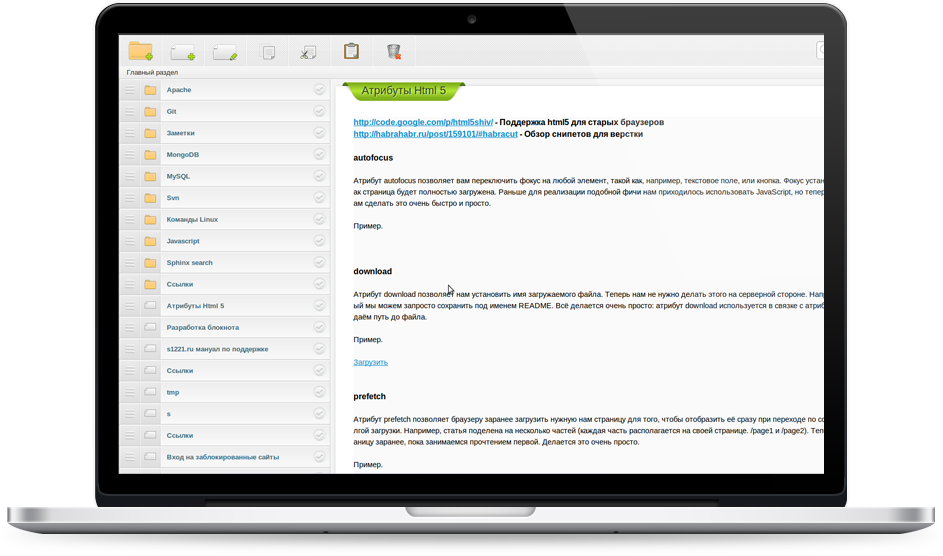 Главный раздел
Apache
Git
Заметки
MongoDB
MySQL
Svn
Команды Linux
Javascript
Sphinx search
Ссылки
Атрибуты Html 5
Разработка блокнота
s1221.ru мануал по поддержке
Ссылки
tmp
s
Ссылки
Вход на заблокированные сайты
Атрибуты Html 5
http://code.google.com/p/html5shiv/ - Поддержка html5 для старых браузеров
http://habrahabr.ru/post/159101/#habracut - Обзор снипетов для верстки
autofocus
Атрибут autofocus позволяет вам переключить фокус на любой элемент, такой как, например, текстовое поле, или кнопка. Фокус устан
ак страница будет полностью загружена. Раньше для реализации подобной фичи нам приходилось использовать JavaScript, но тепер
ам сделать это очень быстро и просто.
Пример.
download
Атрибут download позволяет нам установить имя загружаемого файла. Теперь нам не нужно делать этого на серверной стороне. Нап
ый мы можем запросто сохранить под именем README. Всё делается очень просто: атрибут download используется в связке с атриб
даём путь до файла.
Пример.
Загрузить
prefetch
Атрибут prefetch позволяет браузеру заранее загрузить нужную нам страницу для того, чтобы отобразить её сразу при переходе по сс
лгой загрузки. Например, статья поделена на несколько частей (каждая часть располагается на своей странице. /page1 и /page2). Теп
аницу заранее, пока занимаемся прочтением первой. Делается это очень просто.
Пример.